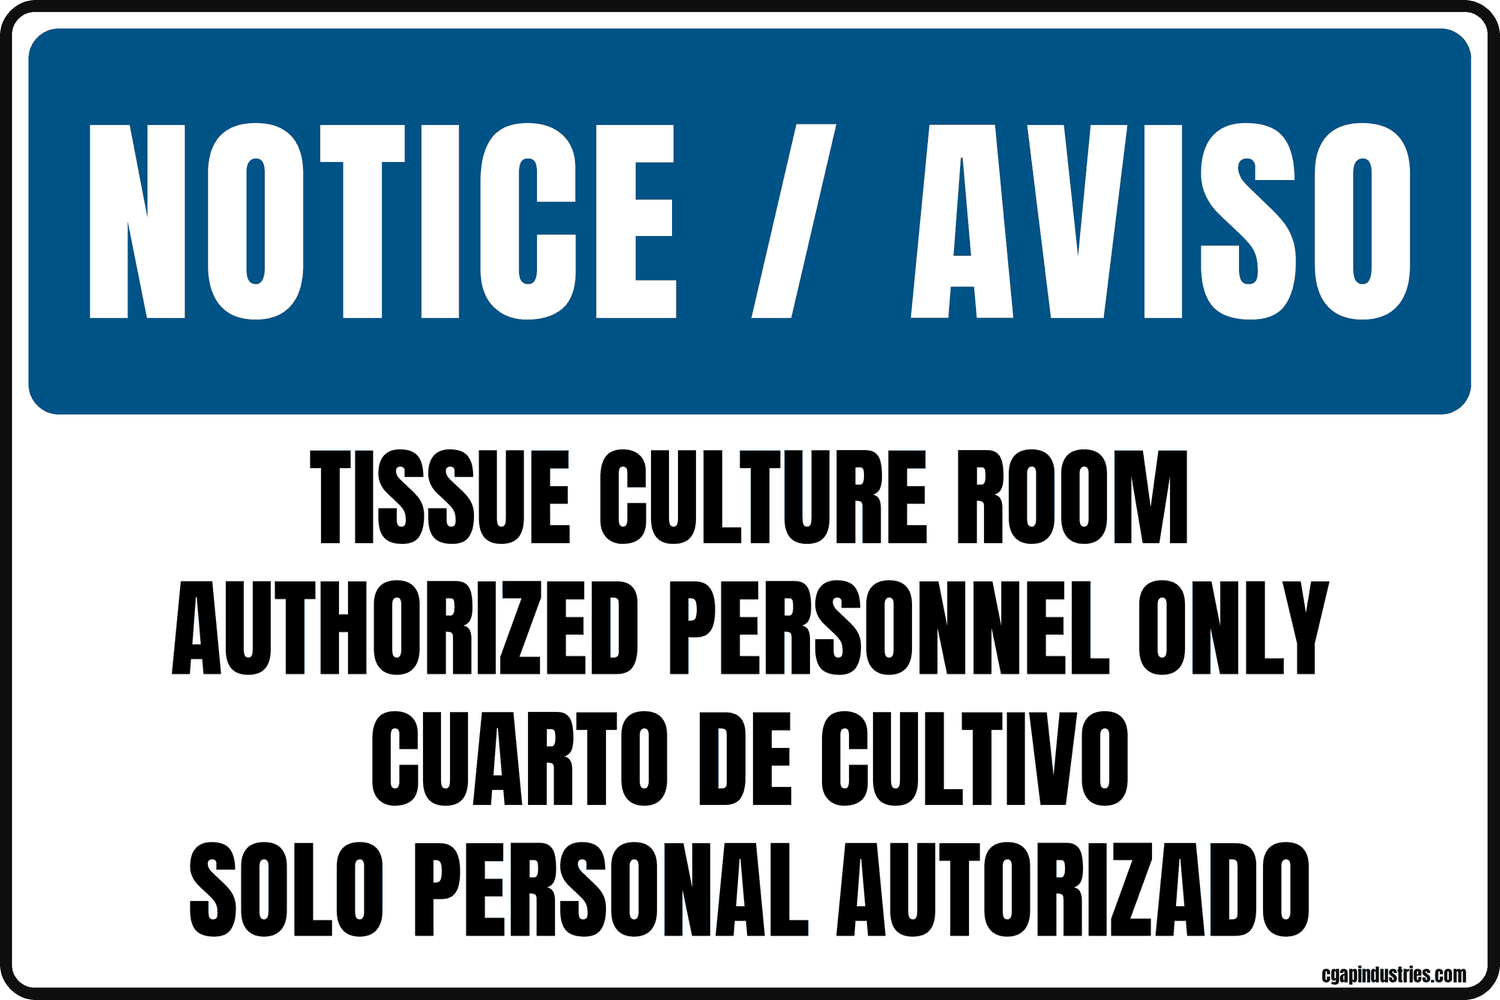 NOTICE / AVISO
TISSUE CULTURE ROOM
AUTHORIZED PERSONNEL ONLY
CUARTO DE CULTIVO
SOLO PERSONAL AUTORIZADO
cgapindustries.com